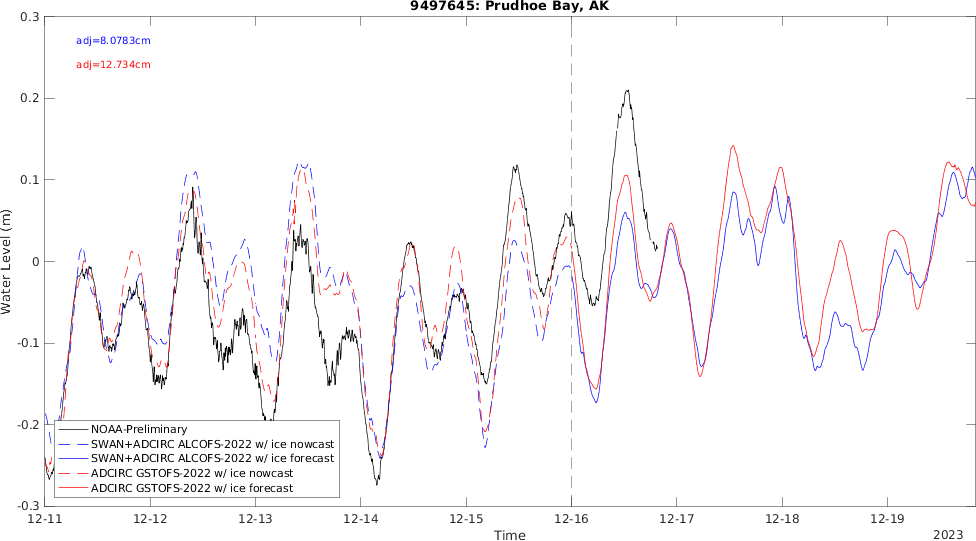 9497645: Prudhoe Bay, AK
adj=8.0783cm
adj=12.734cm
Water Level (m)
0.3
0.2
0.1
0
-0.1
-0.2
-0.3
NOAA-Preliminary
SWAN+ADCIRC ALCOFS-2022 w/ ice nowcast
SWAN+ADCIRC ALCOFS-2022 w/ ice forecast
ADCIRC GSTOFS-2022 w/ ice nowcast
ADCIRC GSTOFS-2022 w/ ice forecast
12-11 12-12 12-13 12-14 12-15 12-16 12-17 12-18 12-19
Time
2023